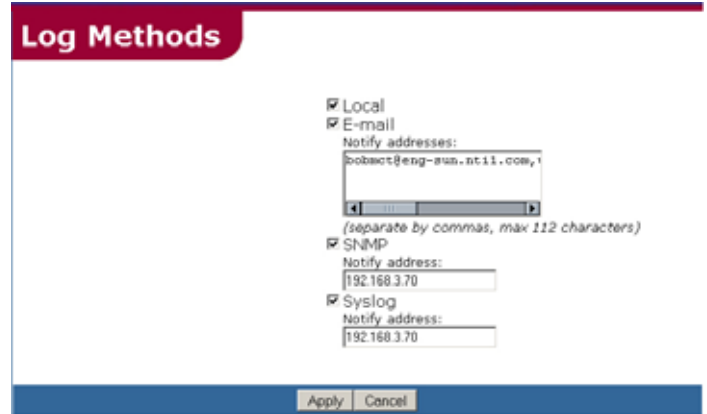 Log Methods
Local
E-mail
Notify addresses:
bobmct@eng-sun.nti1.com,
(separate by commas, max 112 characters)
SNMP
Notify address:
192.168.3.70
Syslog
Notify address:
192.168.3.70
Apply Cancel